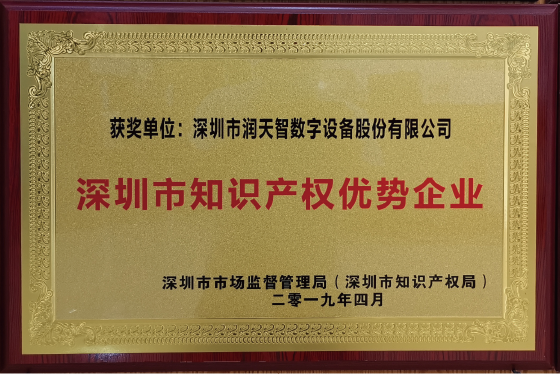 获奖单位：深圳市润天智数字设备股份有限公司
深圳市知识产权优势企业
深圳市市场监督管理局（深圳市知识产权局）
二零一九年四月